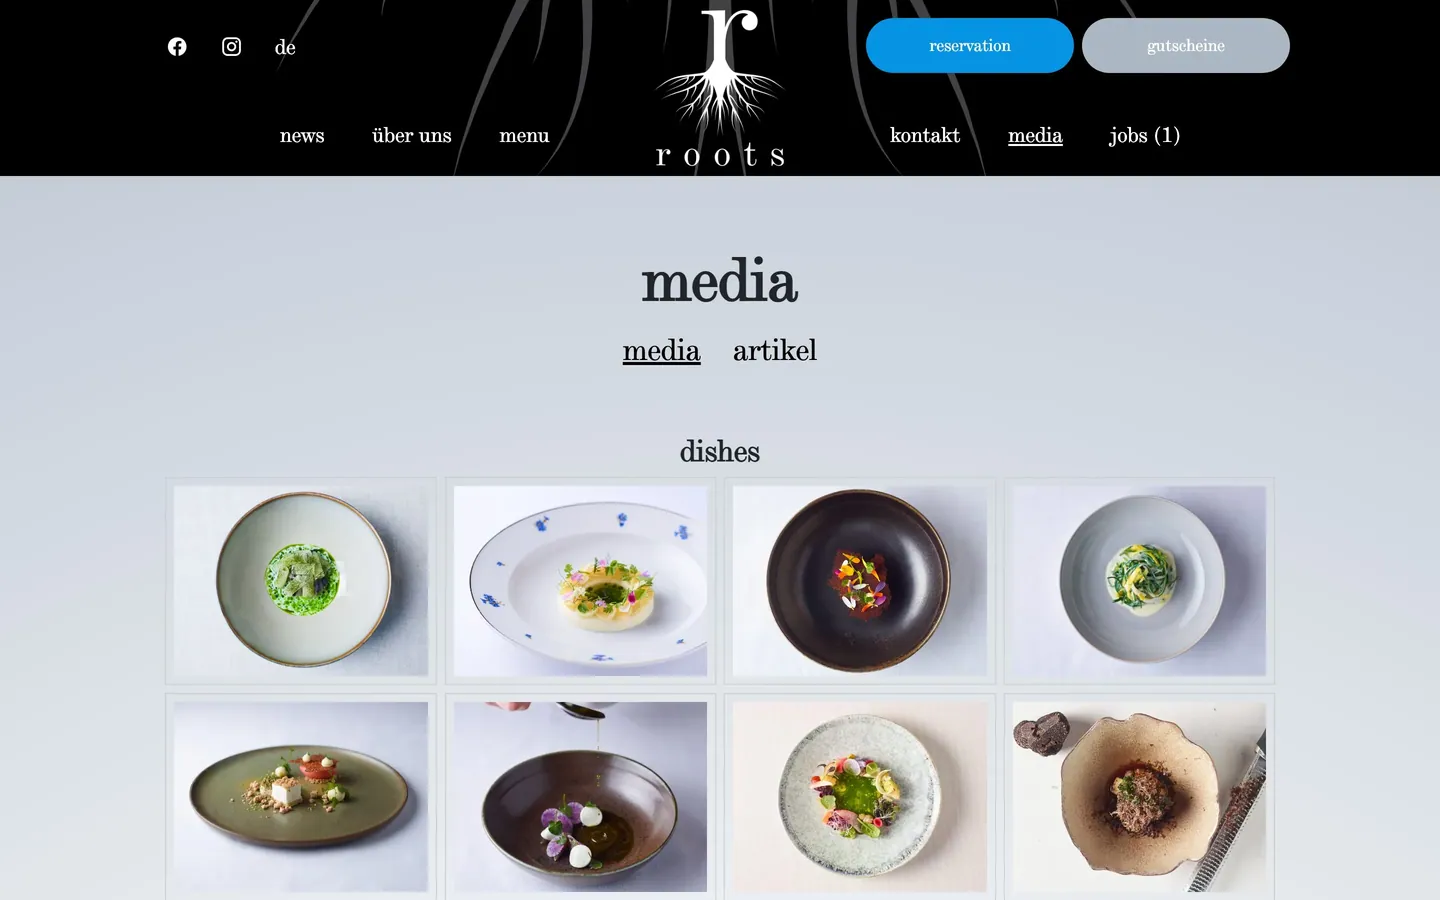 de
reservation
gutscheine
r
roots
news
über uns
menu
kontakt
media
jobs (1)
media
media
artikel
dishes